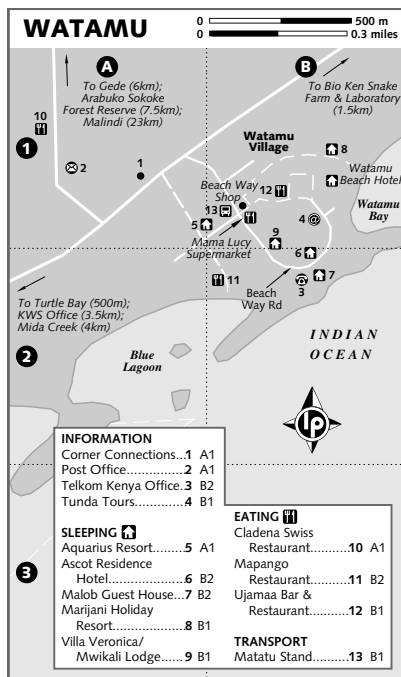 WATAMU
0 500 m
0 0.3 miles
A
B
To Gede (6km);
Arabuko Sokoke
Forest Reserve (7.5km);
Malindi (23km)
To Bio Ken Snake
Farm & Laboratory
(1.5km)
10
1
2
1
Watamu
Village
8
Watamu
Beach Hotel
Beach Way
Shop
12
13
4 @
Watamu
Bay
5
9
Mama Lucy
Supermarket
6
11
7
3
Beach
Way Rd
To Turtle Bay (500m);
KWS Office (3.5km);
Mida Creek (4km)
2
Blue
Lagoon
INDIAN
OCEAN
lp
3
INFORMATION
Corner Connections...1 A1
Post Office...............2 A1
Telkom Kenya Office.3 B2
Tunda Tours............4 B1
SLEEPING
Aquarius Resort........5 A1
Ascot Residence
Hotel...................6 B2
Malob Guest House...7 B2
Marijani Holiday
Resort..................8 B1
Villa Veronica/
Mwikali Lodge......9 B1
EATING
Cladena Swiss
Restaurant..........10 A1
Mapango
Restaurant..........11 B2
Ujamaa Bar &
Restaurant..........12 B1
TRANSPORT
Matatu Stand..........13 B1